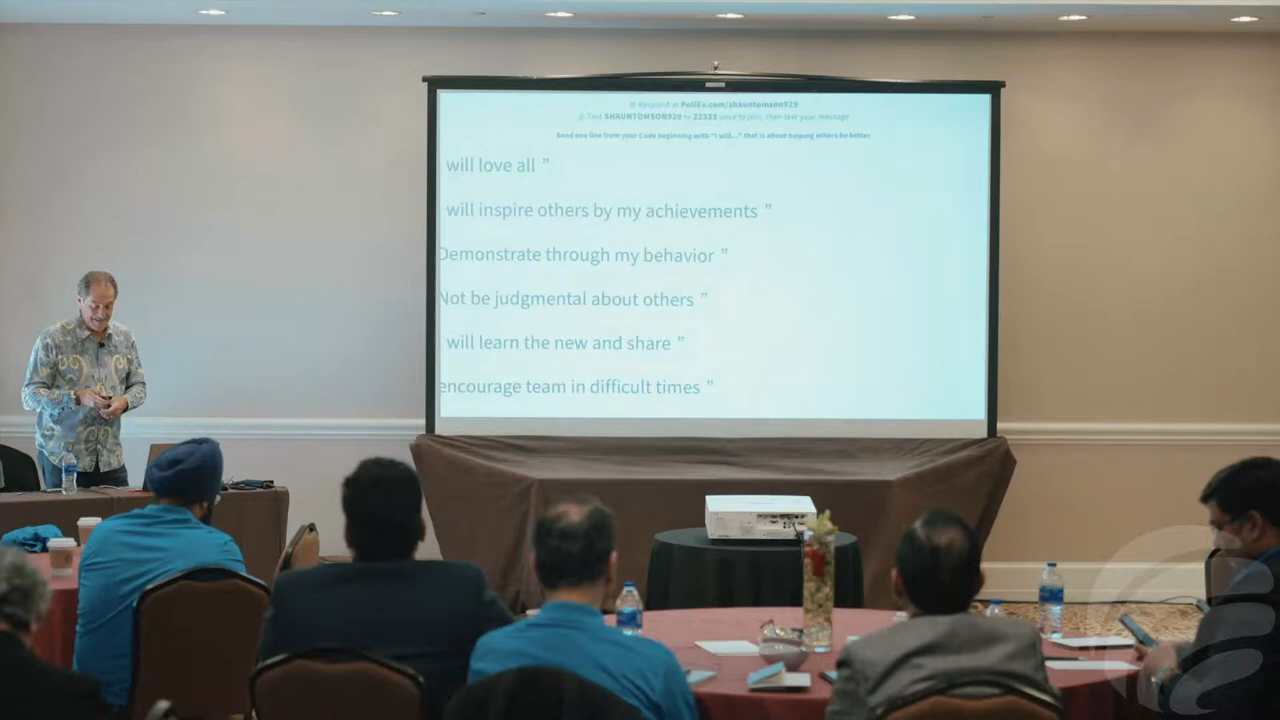 Respond at PollEv.com/shauntomson929
Text SHAUNTOMSON929 to 22333 once to join, then text your message
Send one line from your Code beginning with "I will..." that is about helping others be better
will love all ”
will inspire others by my achievements ”
Demonstrate through my behavior ”
Not be judgmental about others ”
will learn the new and share ”
encourage team in difficult times ”